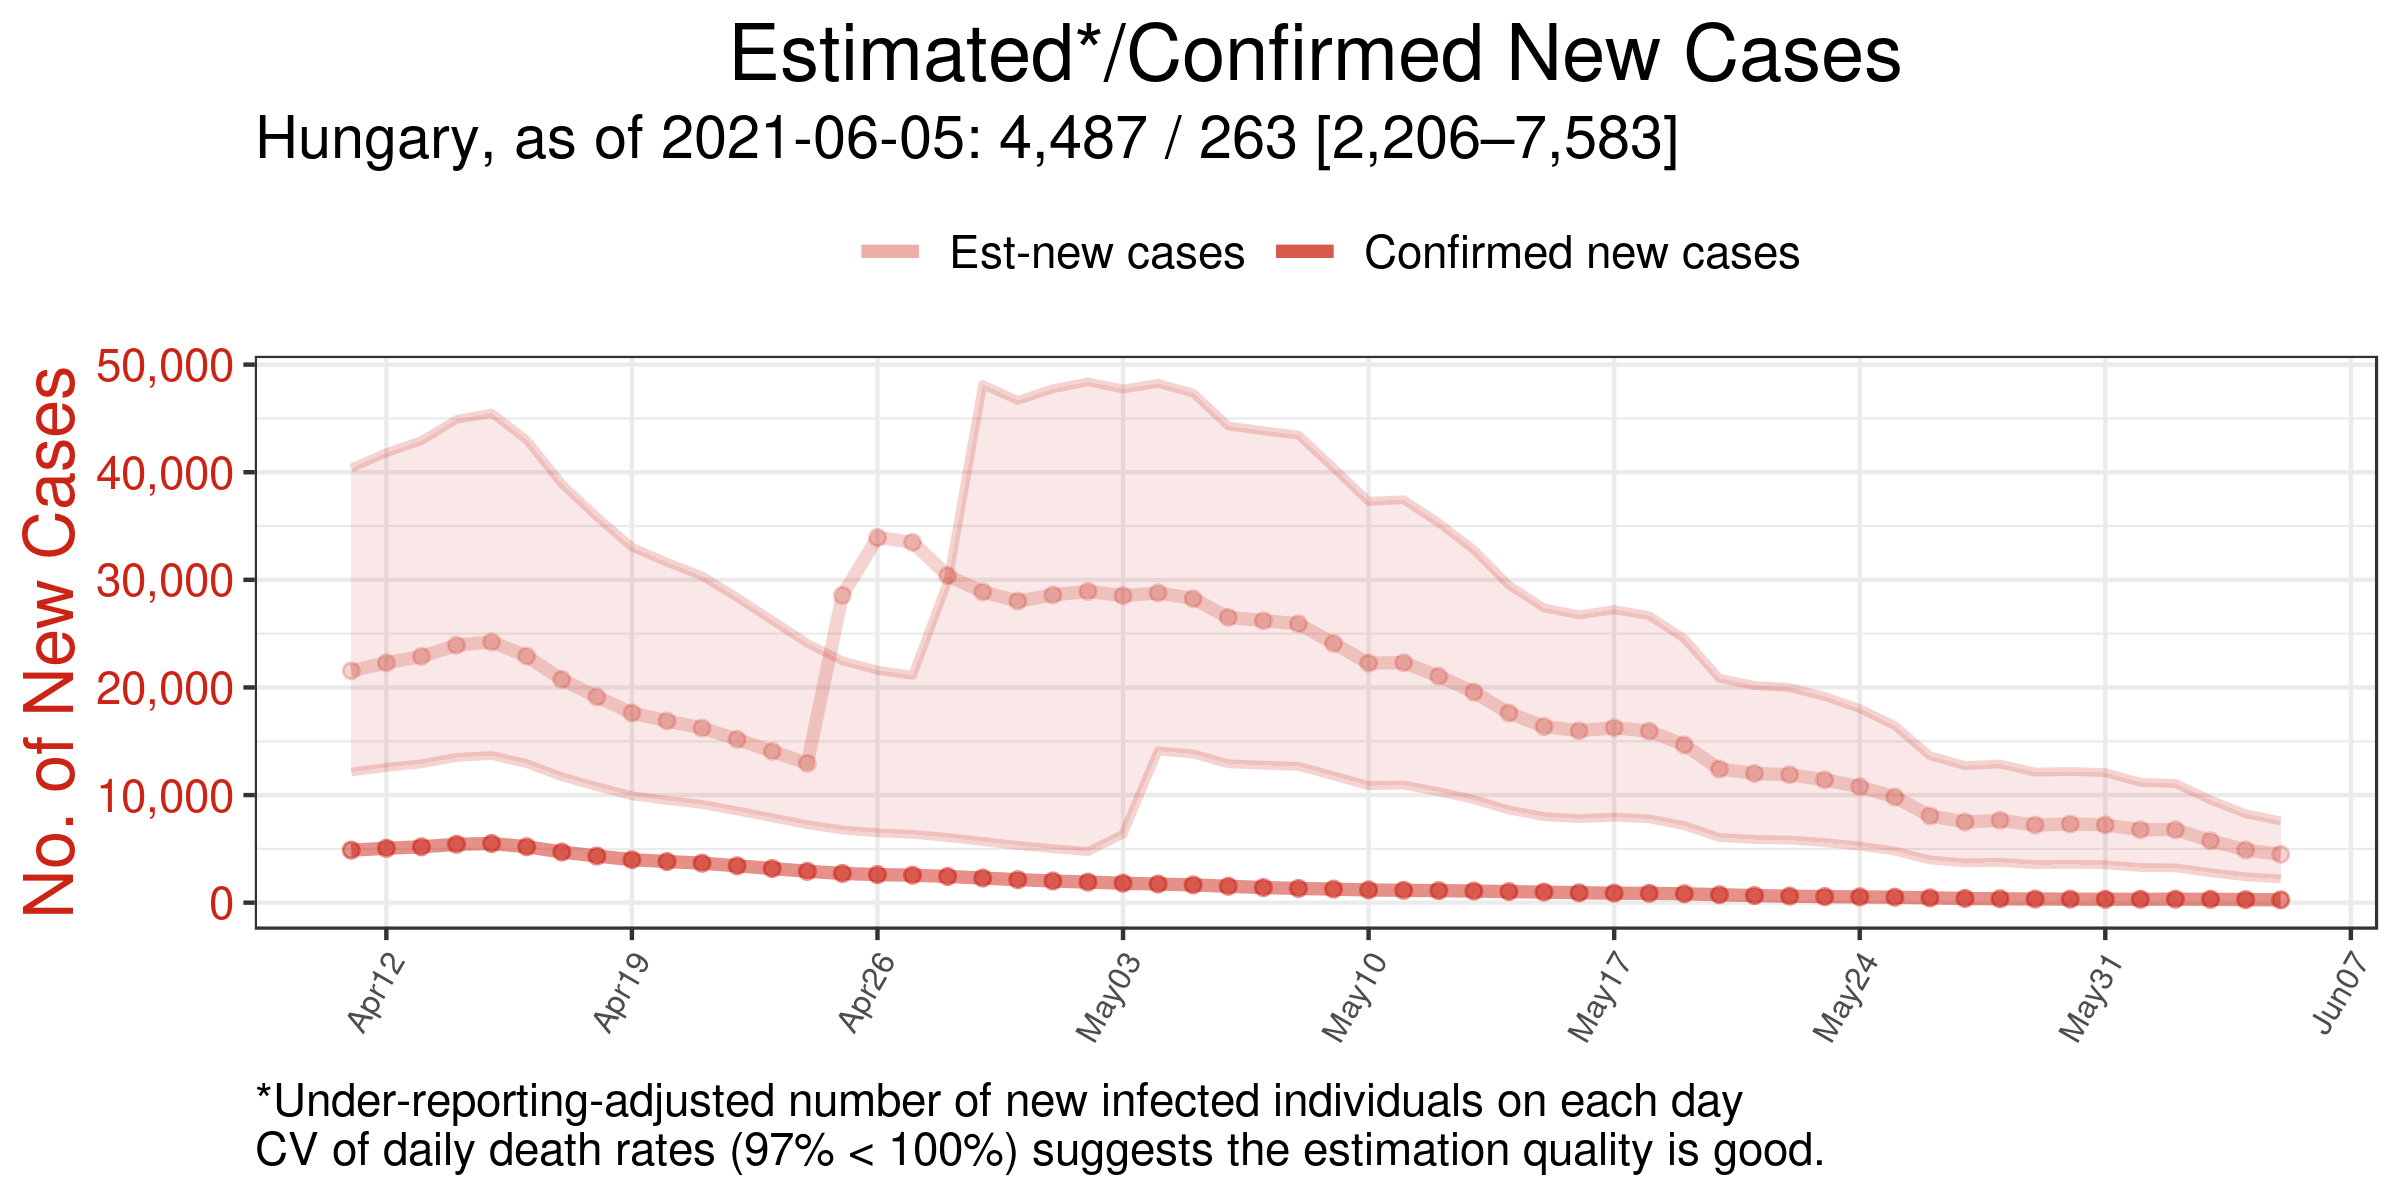 Estimated*/Confirmed New Cases
Hungary, as of 2021-06-05: 4,487 / 263 [2,206–7,583]
Est-new cases
Confirmed new cases
No. of New Cases
50,000
40,000
30,000
20,000
10,000
0
Apr12
Apr19
Apr26
May03
May10
May17
May24
May31
Jun07
*Under-reporting-adjusted number of new infected individuals on each day
CV of daily death rates (97% < 100%) suggests the estimation quality is good.